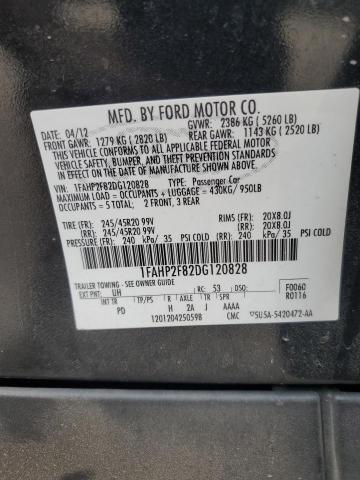 MFD. BY FORD MOTOR CO.
DATE: 04/12 GVWR: 2386 KG ( 5260 LB)
FRONT GAWR: 1279 KG ( 2820 LB) REAR GAWR: 1143 KG ( 2520 LB)
THIS VEHICLE CONFORMS TO ALL APPLICABLE FEDERAL MOTOR
VEHICLE SAFETY, BUMPER, AND THEFT PREVENTION STANDARDS
IN EFFECT ON THE DATE OF MANUFACTURE SHOWN ABOVE.
VIN: 1FAHP2F82DG120828 TYPE: Passenger Car
MAXIMUM LOAD = OCCUPANTS + LUGGAGE = 430KG/ 950LB
OCCUPANTS = 5 TOTAL: 2 FRONT, 3 REAR
TIRE (FR): 245/45R20 99V RIMS (FR): 20X8.0J
TIRE (RR): 245/45R20 99V (RR): 20X8.0J
PRESSURE (FR): 240 kPa/ 35 PSI COLD (RR): 240 kPa/35 PSI COLD
1FAHP2F82DG120828
TRAILER TOWING - SEE OWNER GUIDE
EXT PNT: UH RC: 53 DSO: F0060
R0116
INT TR TP/PS R AXLE TR SPR
PD H 2A J AAAA
1201204250598 CMC ▽5U5A-5420472-AA